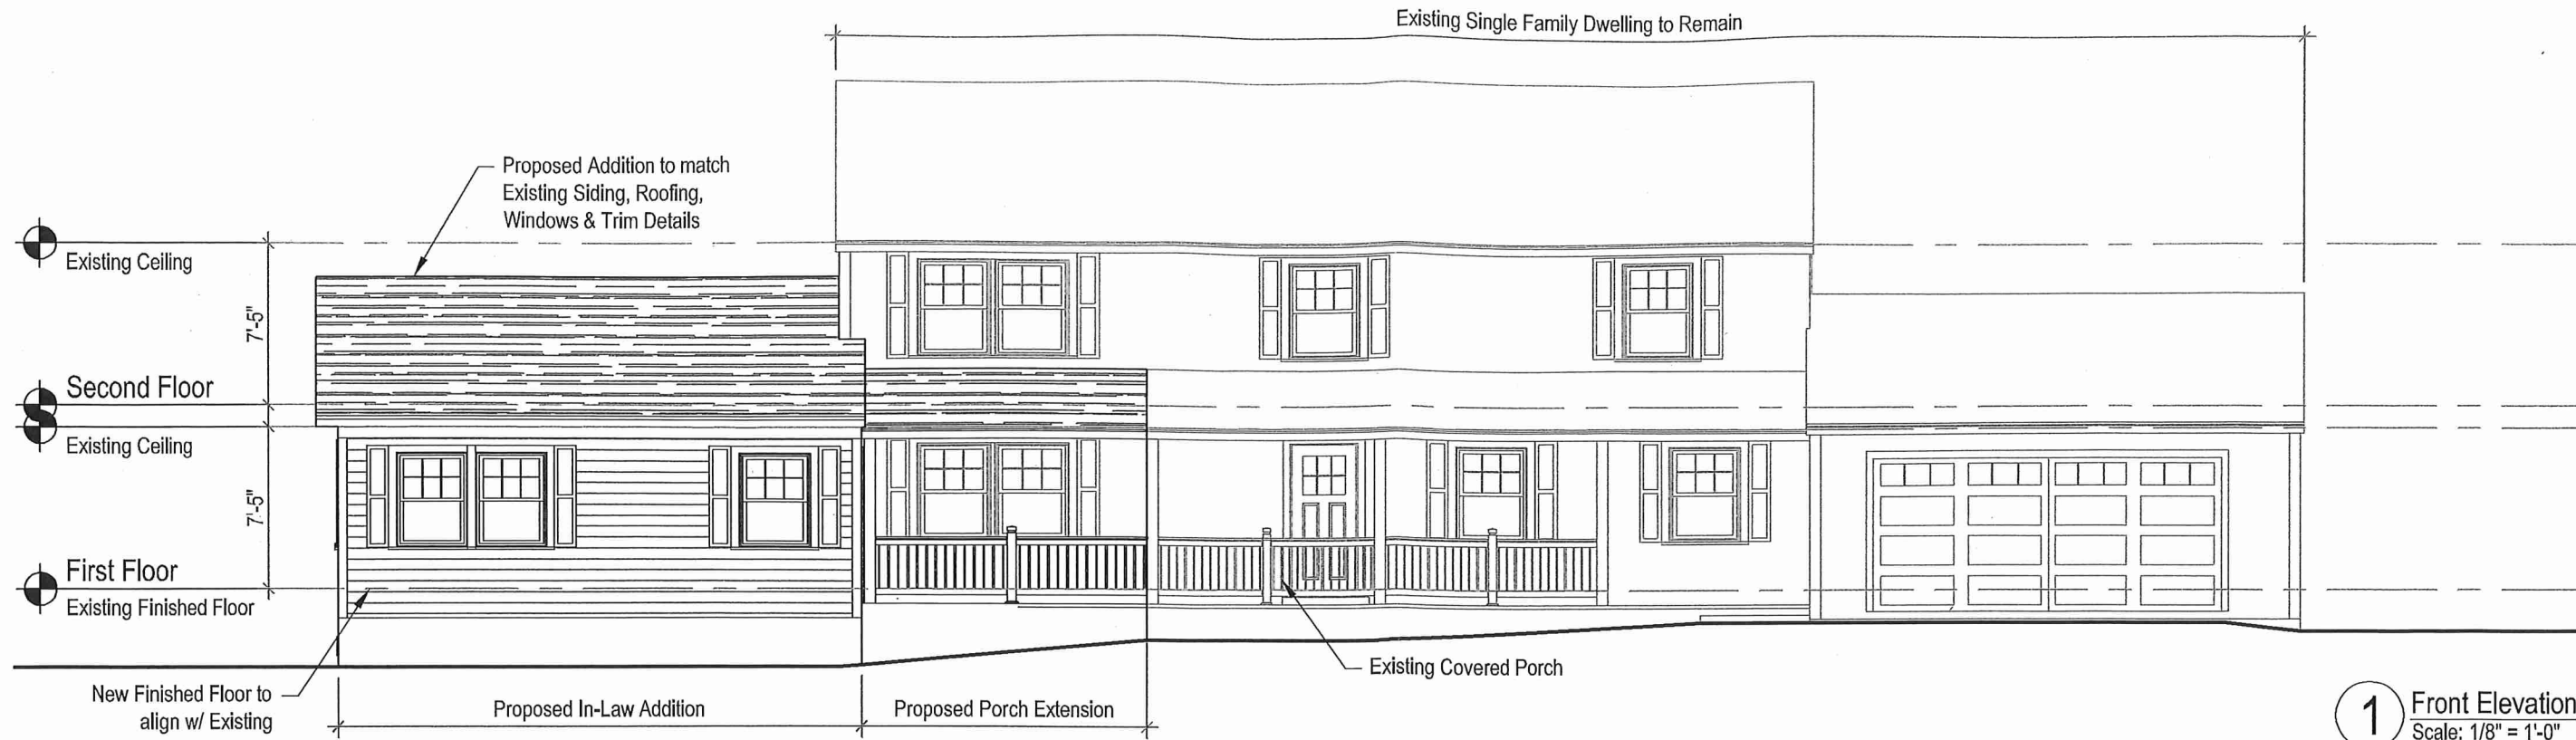 Existing Single Family Dwelling to Remain
Proposed Addition to match
Existing Siding, Roofing,
Windows & Trim Details
Existing Ceiling
7'-5"
Second Floor
Existing Ceiling
7'-5"
First Floor
Existing Finished Floor
New Finished Floor to
align w/ Existing
Proposed In-Law Addition
Proposed Porch Extension
Existing Covered Porch
1
Front Elevation
Scale: 1/8" = 1'-0"